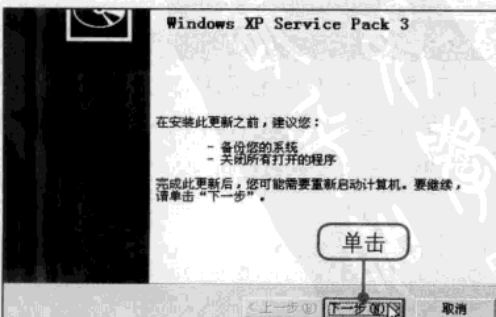 Windows XP Service Pack 3
在安装此更新之前，建议您：
- 备份您的系统
- 关闭所有打开的程序
完成此更新后，您可能需要重新启动计算机。要继续，
请单击“下一步”。
单击
<上一步(B) 下一步(N)> 取消